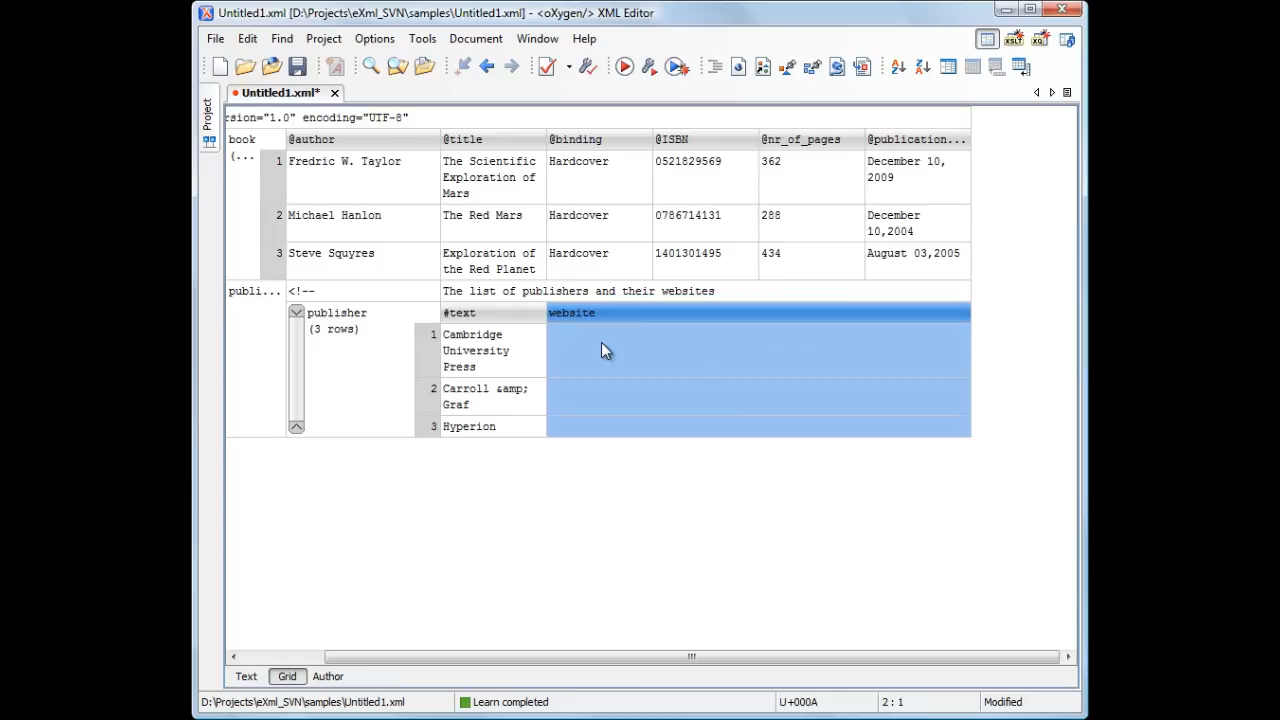 Untitled1.xml [D:\Projects\eXml_SVN\samples\Untitled1.xml] - <oXygen/> XML Editor
File Edit Find Project Options Tools Document Window Help
Untitled1.xml*
Project
rsion="1.0" encoding="UTF-8"
book @author @title @binding @ISBN @nr_of_pages @publication...
(...
1 Fredric W. Taylor The Scientific Hardcover 0521829569 362 December 10,
Exploration of 2009
Mars
2 Michael Hanlon The Red Mars Hardcover 0786714131 288 December
10,2004
3 Steve Squyres Exploration of Hardcover 1401301495 434 August 03,2005
the Red Planet
publi... <!-- The list of publishers and their websites
publisher #text website
(3 rows)
1 Cambridge
University
Press
2 Carroll &amp;
Graf
3 Hyperion
Text Grid Author
D:\Projects\eXml_SVN\samples\Untitled1.xml Learn completed U+000A 2 : 1 Modified